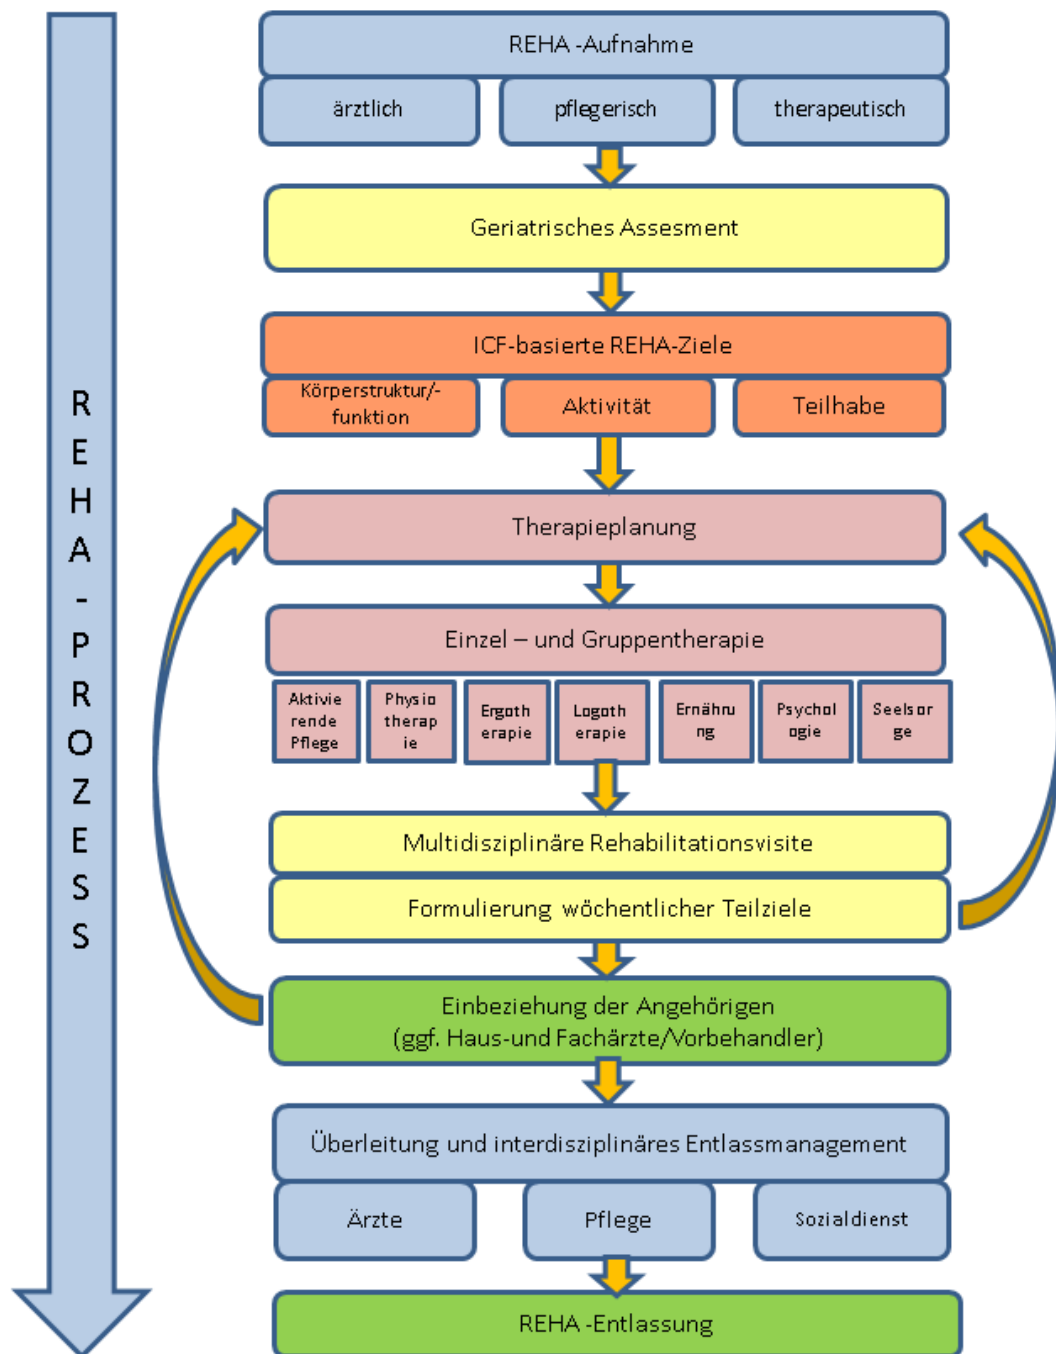 REHA-PROZESS
REHA -Aufnahme
ärztlich
pflegerisch
therapeutisch
Geriatrisches Assesment
ICF-basierte REHA-Ziele
Körperstruktur/-
funktion
Aktivität
Teilhabe
Therapieplanung
Einzel – und Gruppentherapie
Aktivie
rende
Pflege
Physio
therap
ie
Ergoth
erapie
Logoth
erapie
Ernähru
ng
Psychol
ogie
Seelsor
ge
Multidisziplinäre Rehabilitationsvisite
Formulierung wöchentlicher Teilziele
Einbeziehung der Angehörigen
(ggf. Haus-und Fachärzte/Vorbehandler)
Überleitung und interdisziplinäres Entlassmanagement
Ärzte
Pflege
Sozialdienst
REHA -Entlassung